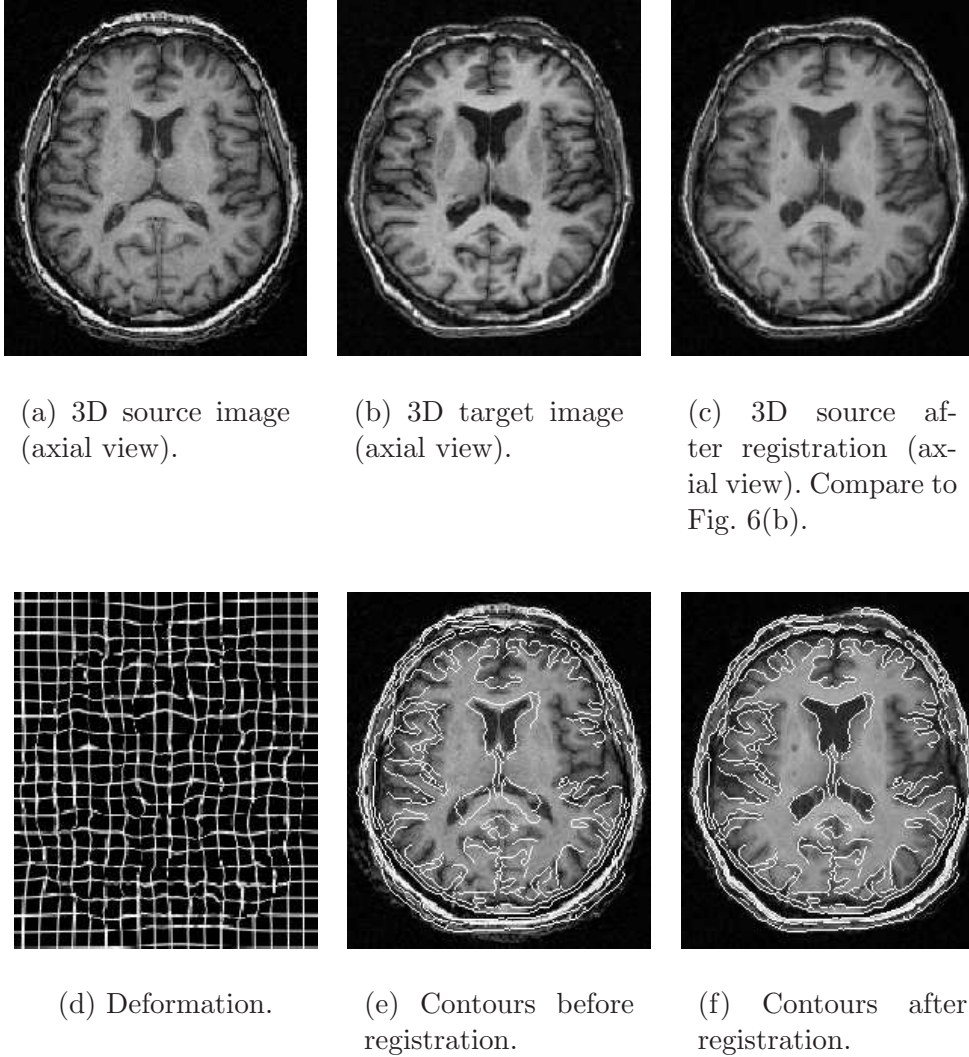 (a) 3D source image
(axial view).
(b) 3D target image
(axial view).
(c) 3D source af-
ter registration (ax-
ial view). Compare to
Fig. 6(b).
(d) Deformation.
(e) Contours before
registration.
(f) Contours after
registration.